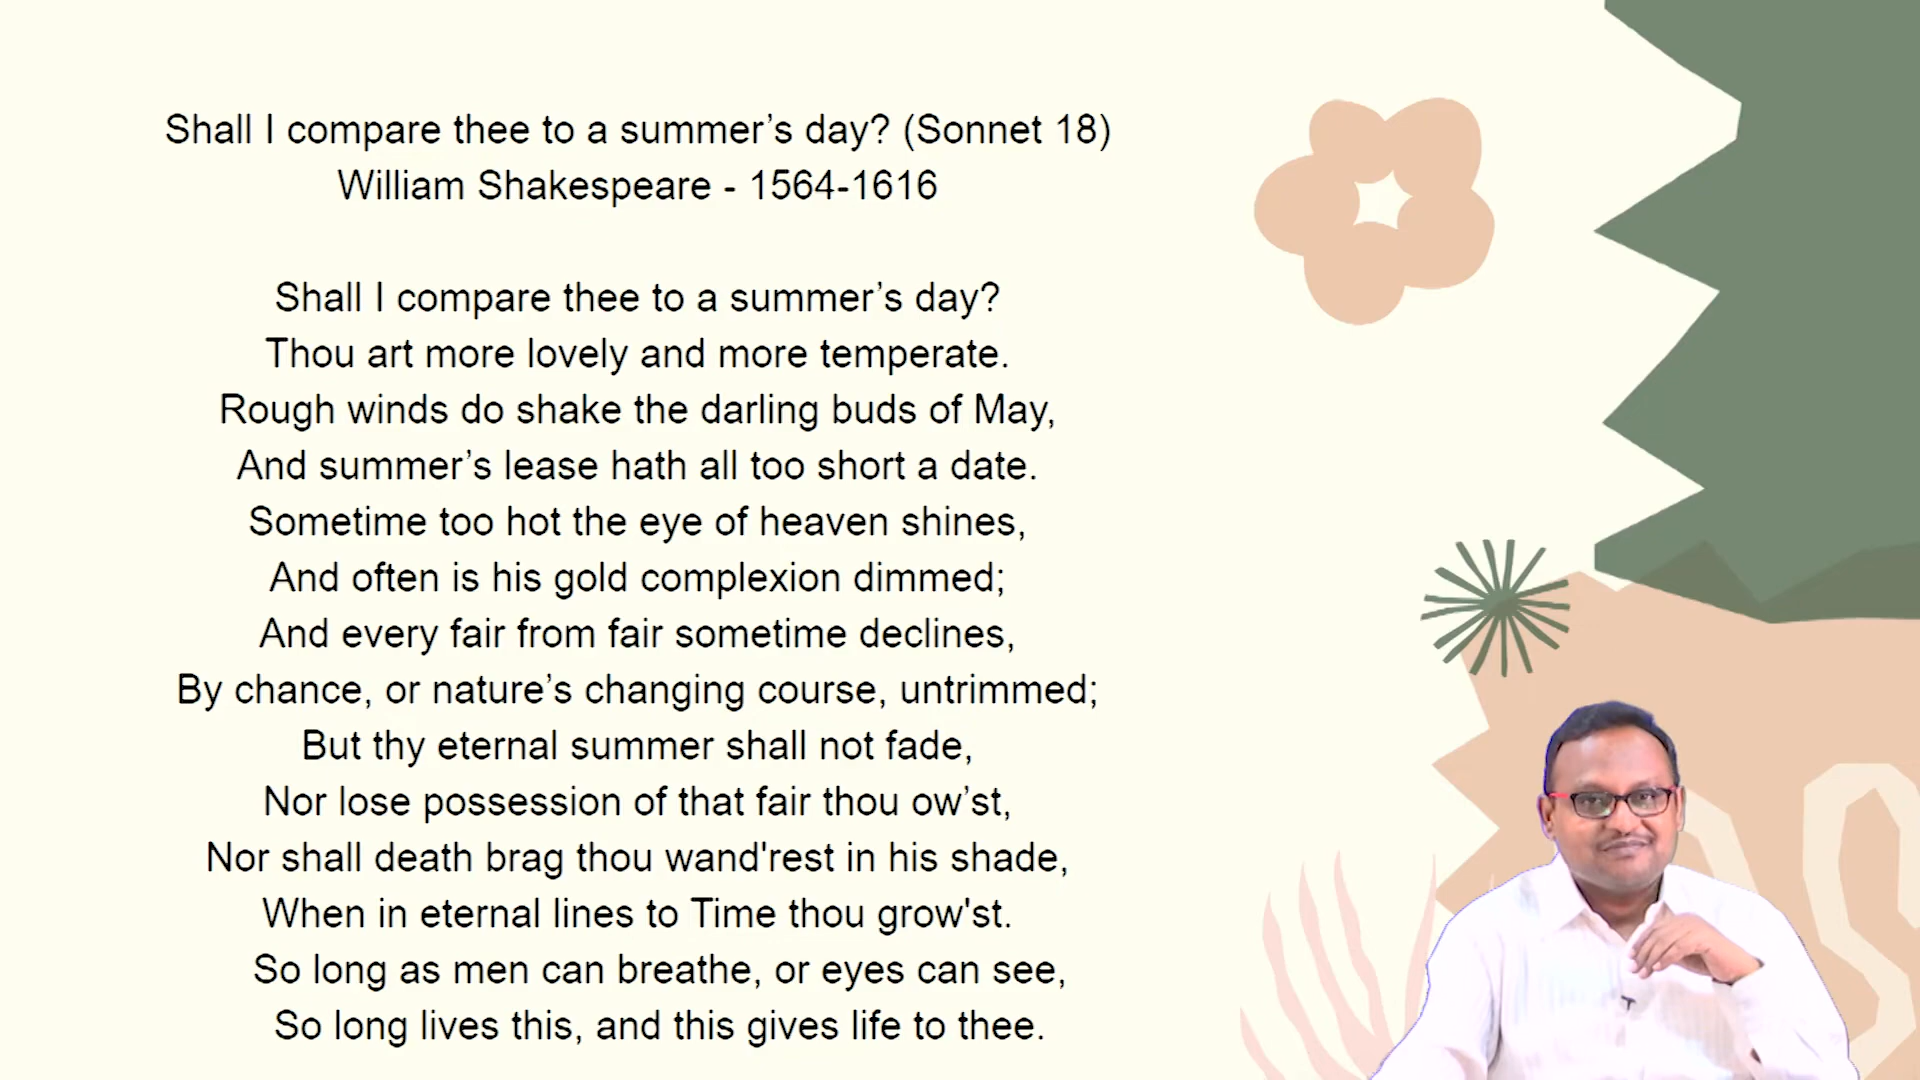 Shall I compare thee to a summer’s day? (Sonnet 18)
William Shakespeare - 1564-1616
Shall I compare thee to a summer’s day?
Thou art more lovely and more temperate.
Rough winds do shake the darling buds of May,
And summer’s lease hath all too short a date.
Sometime too hot the eye of heaven shines,
And often is his gold complexion dimmed;
And every fair from fair sometime declines,
By chance, or nature’s changing course, untrimmed;
But thy eternal summer shall not fade,
Nor lose possession of that fair thou ow’st,
Nor shall death brag thou wand'rest in his shade,
When in eternal lines to Time thou grow'st.
So long as men can breathe, or eyes can see,
So long lives this, and this gives life to thee.